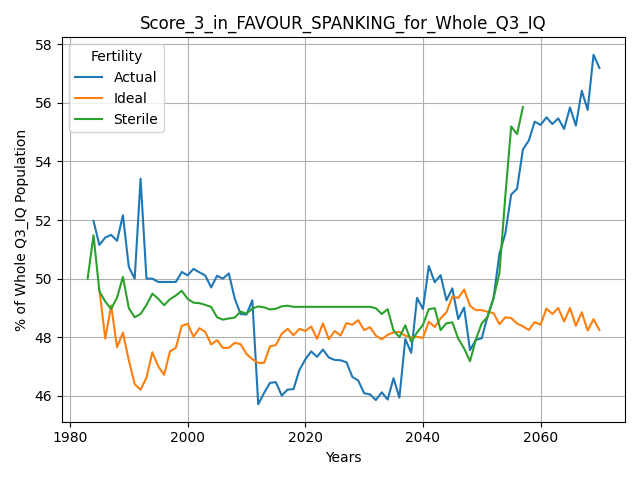 Score_3_in_FAVOUR_SPANKING_for_Whole_Q3_IQ
58
56
54
52
50
48
46
% of Whole Q3_IQ Population
Fertility
Actual
Ideal
Sterile
1980
2000
2020
2040
2060
Years